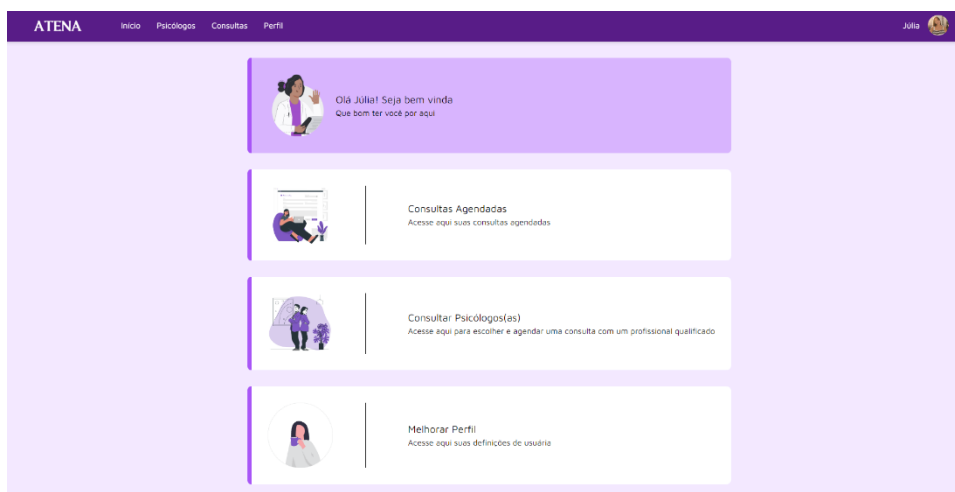 ATENA
Início
Psicólogos
Consultas
Perfil
Júlia
Olá Júlia! Seja bem vinda
Que bom ter você por aqui
Consultas Agendadas
Acesse aqui suas consultas agendadas
Consultar Psicólogos(as)
Acesse aqui para escolher e agendar uma consulta com um profissional qualificado
Melhorar Perfil
Acesse aqui suas definições de usuária